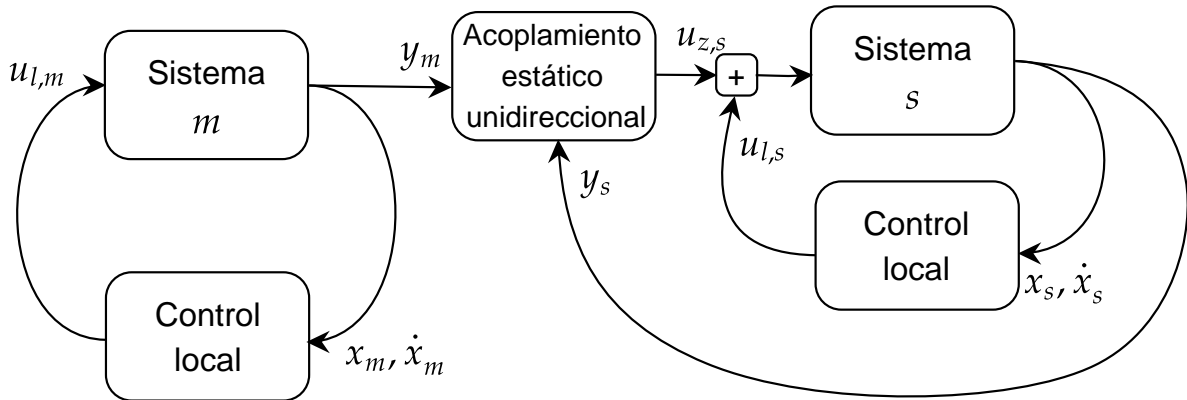 u_{l,m}
Sistema
m
y_m
Acoplamiento
estático
unidireccional
u_{z,s}
+
Sistema
s
u_{l,s}
y_s
Control
local
x_s, ẋ_s
Control
local
x_m, ẋ_m